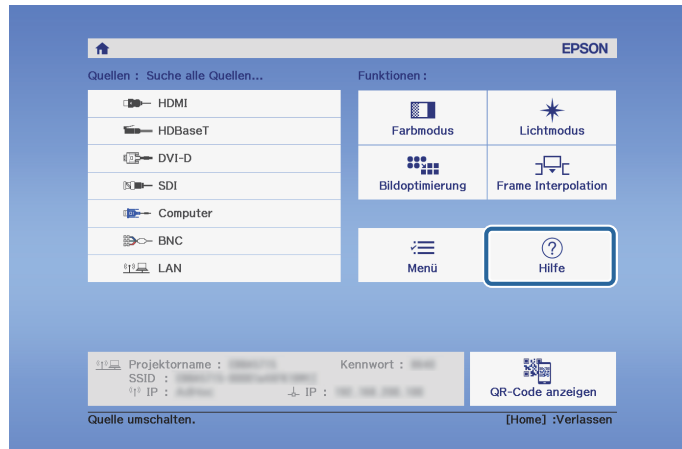 EPSON
Quellen : Suche alle Quellen...
Funktionen :
HDMI
HDBaseT
DVI-D
SDI
Computer
BNC
LAN
Farbmodus
Lichtmodus
Bildoptimierung
Frame Interpolation
Menü
Hilfe
Projektorname :
Kennwort :
SSID :
IP :
IP :
QR-Code anzeigen
Quelle umschalten.
[Home] :Verlassen